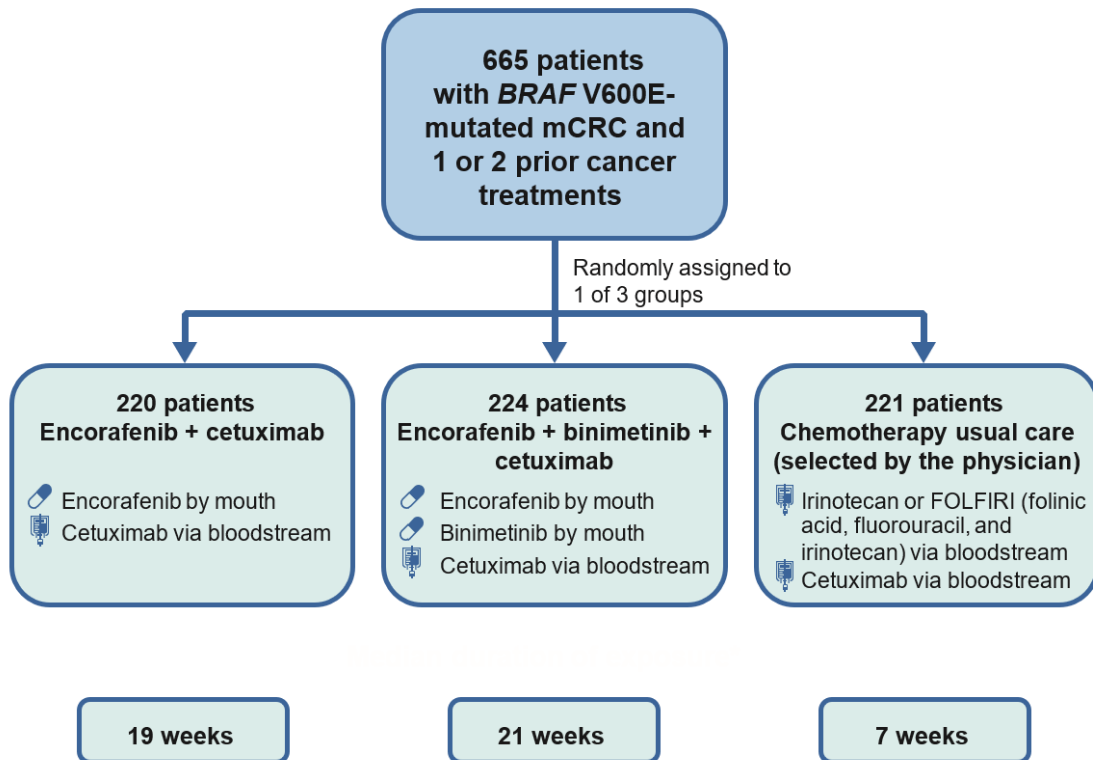 665 patients
with BRAF V600E-
mutated mCRC and
1 or 2 prior cancer
treatments
Randomly assigned to
1 of 3 groups
220 patients
Encorafenib + cetuximab
Encorafenib by mouth
Cetuximab via bloodstream
224 patients
Encorafenib + binimetinib +
cetuximab
Encorafenib by mouth
Binimetinib by mouth
Cetuximab via bloodstream
221 patients
Chemotherapy usual care
(selected by the physician)
Irinotecan or FOLFIRI (folinic
acid, fluorouracil, and
irinotecan) via bloodstream
Cetuximab via bloodstream
19 weeks
21 weeks
7 weeks